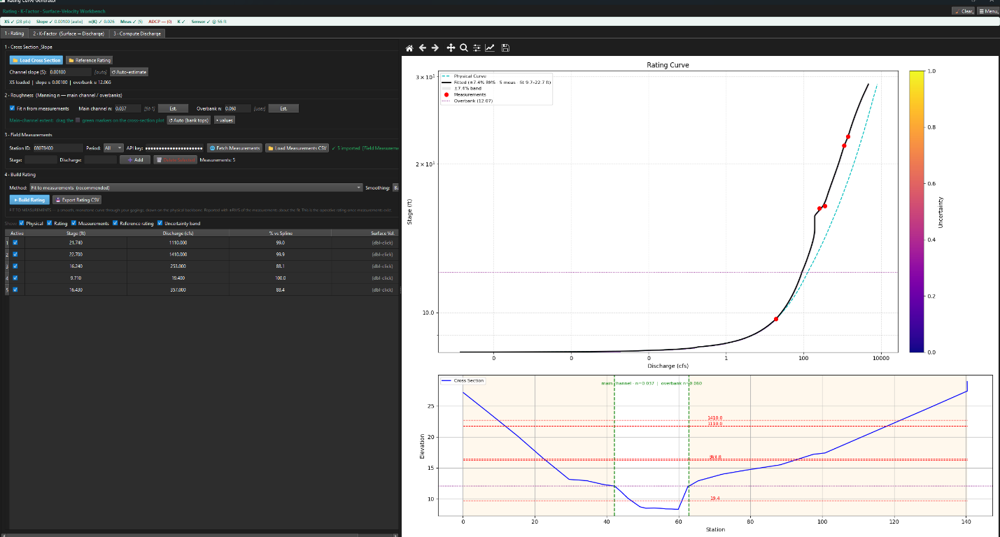 Rating Curve Generator
Rating · K-Factor · Surface-Velocity Workbench
Clear
Menu
XS ✓ (28 pts) Slope ✓ 0.00100 [auto] n(K) ✓ 0.026 Meas ✓ (5) ADCP — (0) K ✓ Sensor ✓ @ 56 ft
1 · Rating
2 · K-Factor (Surface → Discharge)
3 · Compute Discharge
1 · Cross Section _Slope
Load Cross Section
Reference Rating
Channel slope (S): 0.00100 [auto] Auto-estimate
XS loaded | slope ≈ 0.00100 | overbank ≈ 12.066
2 · Roughness (Manning n — main channel / overbanks)
Fit n from measurements Main channel n: 0.037 [fit-1] Est. Overbank n: 0.060 [user] Est.
Main-channel extent: drag the green markers on the cross-section plot Auto (bank tops) values
3 · Field Measurements
Station ID: 08078400 Period: All API key: Fetch Measurements Load Measurements CSV ✓ 5 imported [Field Measureme
Stage: Discharge: + Add Delete Selected Measurements: 5
4 · Build Rating
Method: Fit to measurements (recommended) Smoothing:
Build Rating
Export Rating CSV
FIT TO MEASUREMENTS — a smooth, monotone curve through your gagings, drawn on the physical backbone. Reported with ±RMS of the measurements about the fit. This is the operative rating once measurements exist.
Show: Physical Rating Measurements Reference rating Uncertainty band
Active Stage (ft) Discharge (cfs) % vs Spline Surface Vel.
1 21.740 1110.000 99.0 (dbl-click)
2 22.700 1410.000 99.9 (dbl-click)
3 16.240 253.000 88.1 (dbl-click)
4 9.710 19.400 100.0 (dbl-click)
5 16.430 357.000 88.4 (dbl-click)
Rating Curve
Physical Curve
Fitted (±7.4% RMS · 5 meas · fit 9.7–22.7 ft)
±7.4% band
Measurements
Overbank (12.07)
3 × 10¹
2 × 10¹
10.0
Stage (ft)
0 0 0 1 100 10000
Discharge (cfs)
1.0
0.8
0.6
0.4
0.2
0.0
Uncertainty
Cross Section
main channel · n=0.037 | overbank n=0.060
1410.0
1110.0
19.4
25
20
15
10
Elevation
0 20 40 60 80 100 120 140
Station